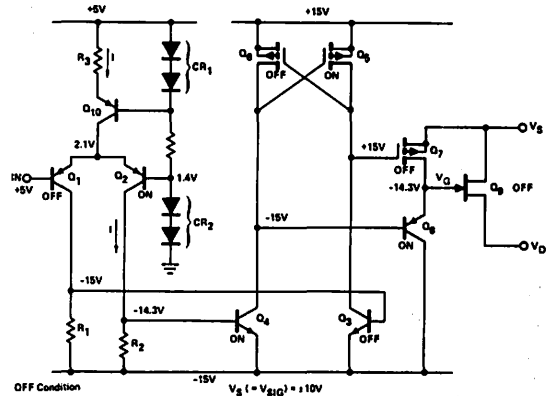 +5V
+15V
R3
I
CR1
Q6
OFF
ON
Q5
Q10
2.1V
+15V
Q7
OFF
VS
IN
+5V
Q1
OFF
Q2
ON
1.4V
-14.3V
VG
Q9
OFF
-15V
Q8
ON
CR2
I
VD
-15V
-14.3V
Q4
ON
Q3
OFF
R1
R2
-15V
OFF Condition
VS (= VSIG) = ±10V